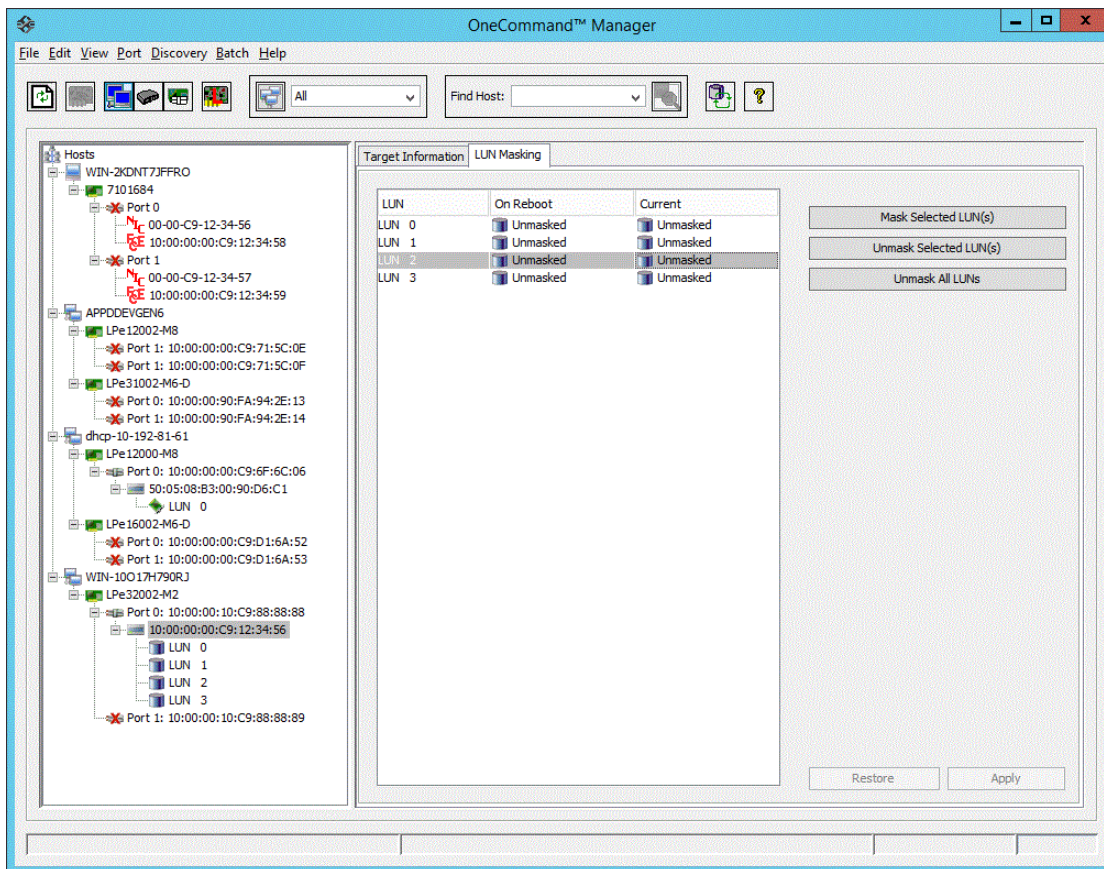 OneCommand™ Manager
File Edit View Port Discovery Batch Help
All
Find Host:
Hosts
WIN-2KDNT7JFFRO
7101684
Port 0
NIC 00-00-C9-12-34-56
FCoE 10:00:00:00:C9:12:34:58
Port 1
NIC 00-00-C9-12-34-57
FCoE 10:00:00:00:C9:12:34:59
APPDDEVGEN6
LPe12002-M8
Port 1: 10:00:00:00:C9:71:5C:0E
Port 1: 10:00:00:00:C9:71:5C:0F
LPe31002-M6-D
Port 0: 10:00:00:90:FA:94:2E:13
Port 1: 10:00:00:90:FA:94:2E:14
dhcp-10-192-81-61
LPe12000-M8
Port 0: 10:00:00:00:C9:6F:6C:06
50:05:08:B3:00:90:D6:C1
LUN 0
LPe16002-M6-D
Port 0: 10:00:00:00:C9:D1:6A:52
Port 1: 10:00:00:00:C9:D1:6A:53
WIN-10O17H790RJ
LPe32002-M2
Port 0: 10:00:00:10:C9:88:88:88
10:00:00:00:C9:12:34:56
LUN 0
LUN 1
LUN 2
LUN 3
Port 1: 10:00:00:10:C9:88:88:89
Target Information LUN Masking
LUN On Reboot Current
LUN 0 Unmasked Unmasked
LUN 1 Unmasked Unmasked
LUN 2 Unmasked Unmasked
LUN 3 Unmasked Unmasked
Mask Selected LUN(s)
Unmask Selected LUN(s)
Unmask All LUNs
Restore Apply